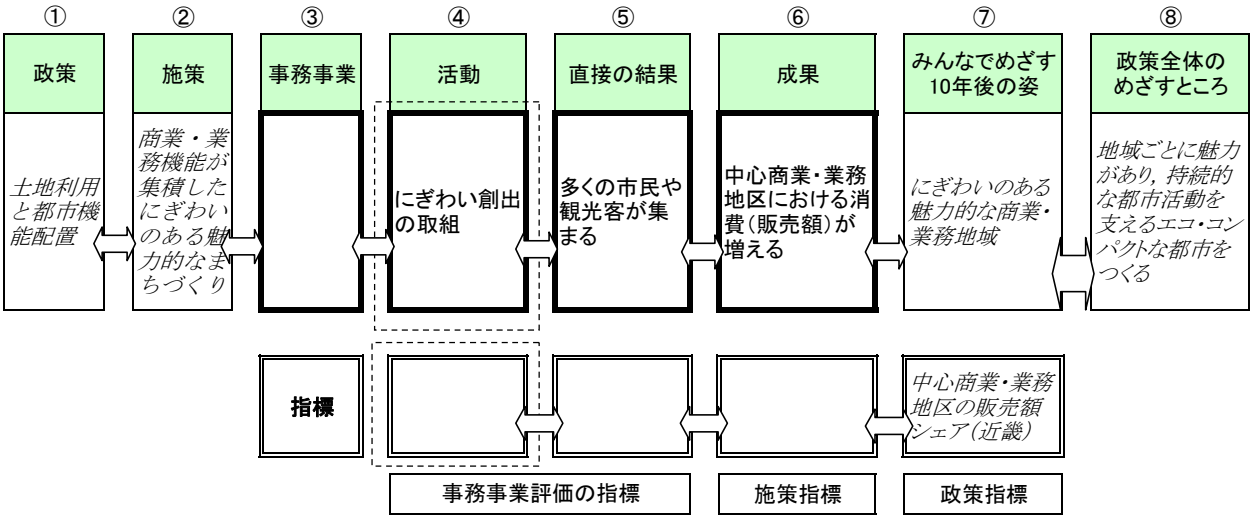 ① ② ③ ④ ⑤ ⑥ ⑦ ⑧
政策
施策
事務事業
活動
直接の結果
成果
みんなでめざす
10年後の姿
政策全体の
めざすところ
土地利用
と都市機
能配置
商業・業
務機能が
集積した
にぎわい
のある魅
力的なま
ちづくり
にぎわい創出
の取組
多くの市民や
観光客が集
まる
中心商業・業務
地区における消
費(販売額)が
増える
にぎわいのある
魅力的な商業・
業務地域
地域ごとに魅力
があり,持続的
な都市活動を
支えるエコ・コン
パクトな都市を
つくる
指標
中心商業・業務
地区の販売額
シェア(近畿)
事務事業評価の指標
施策指標
政策指標